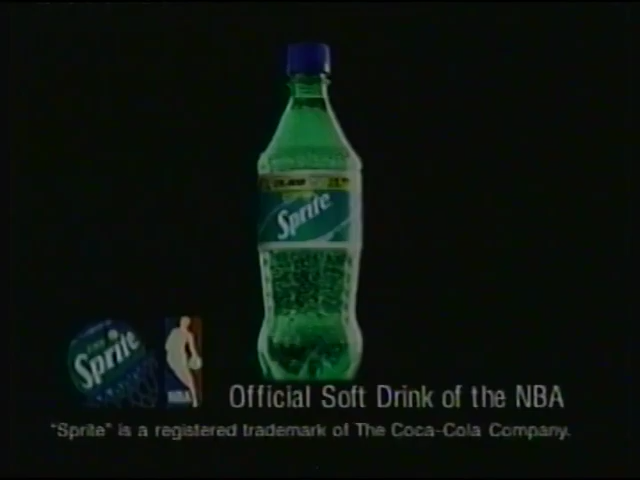 Sprite
Sprite
NBA
Official Soft Drink of the NBA
"Sprite" is a registered trademark of The Coca-Cola Company.